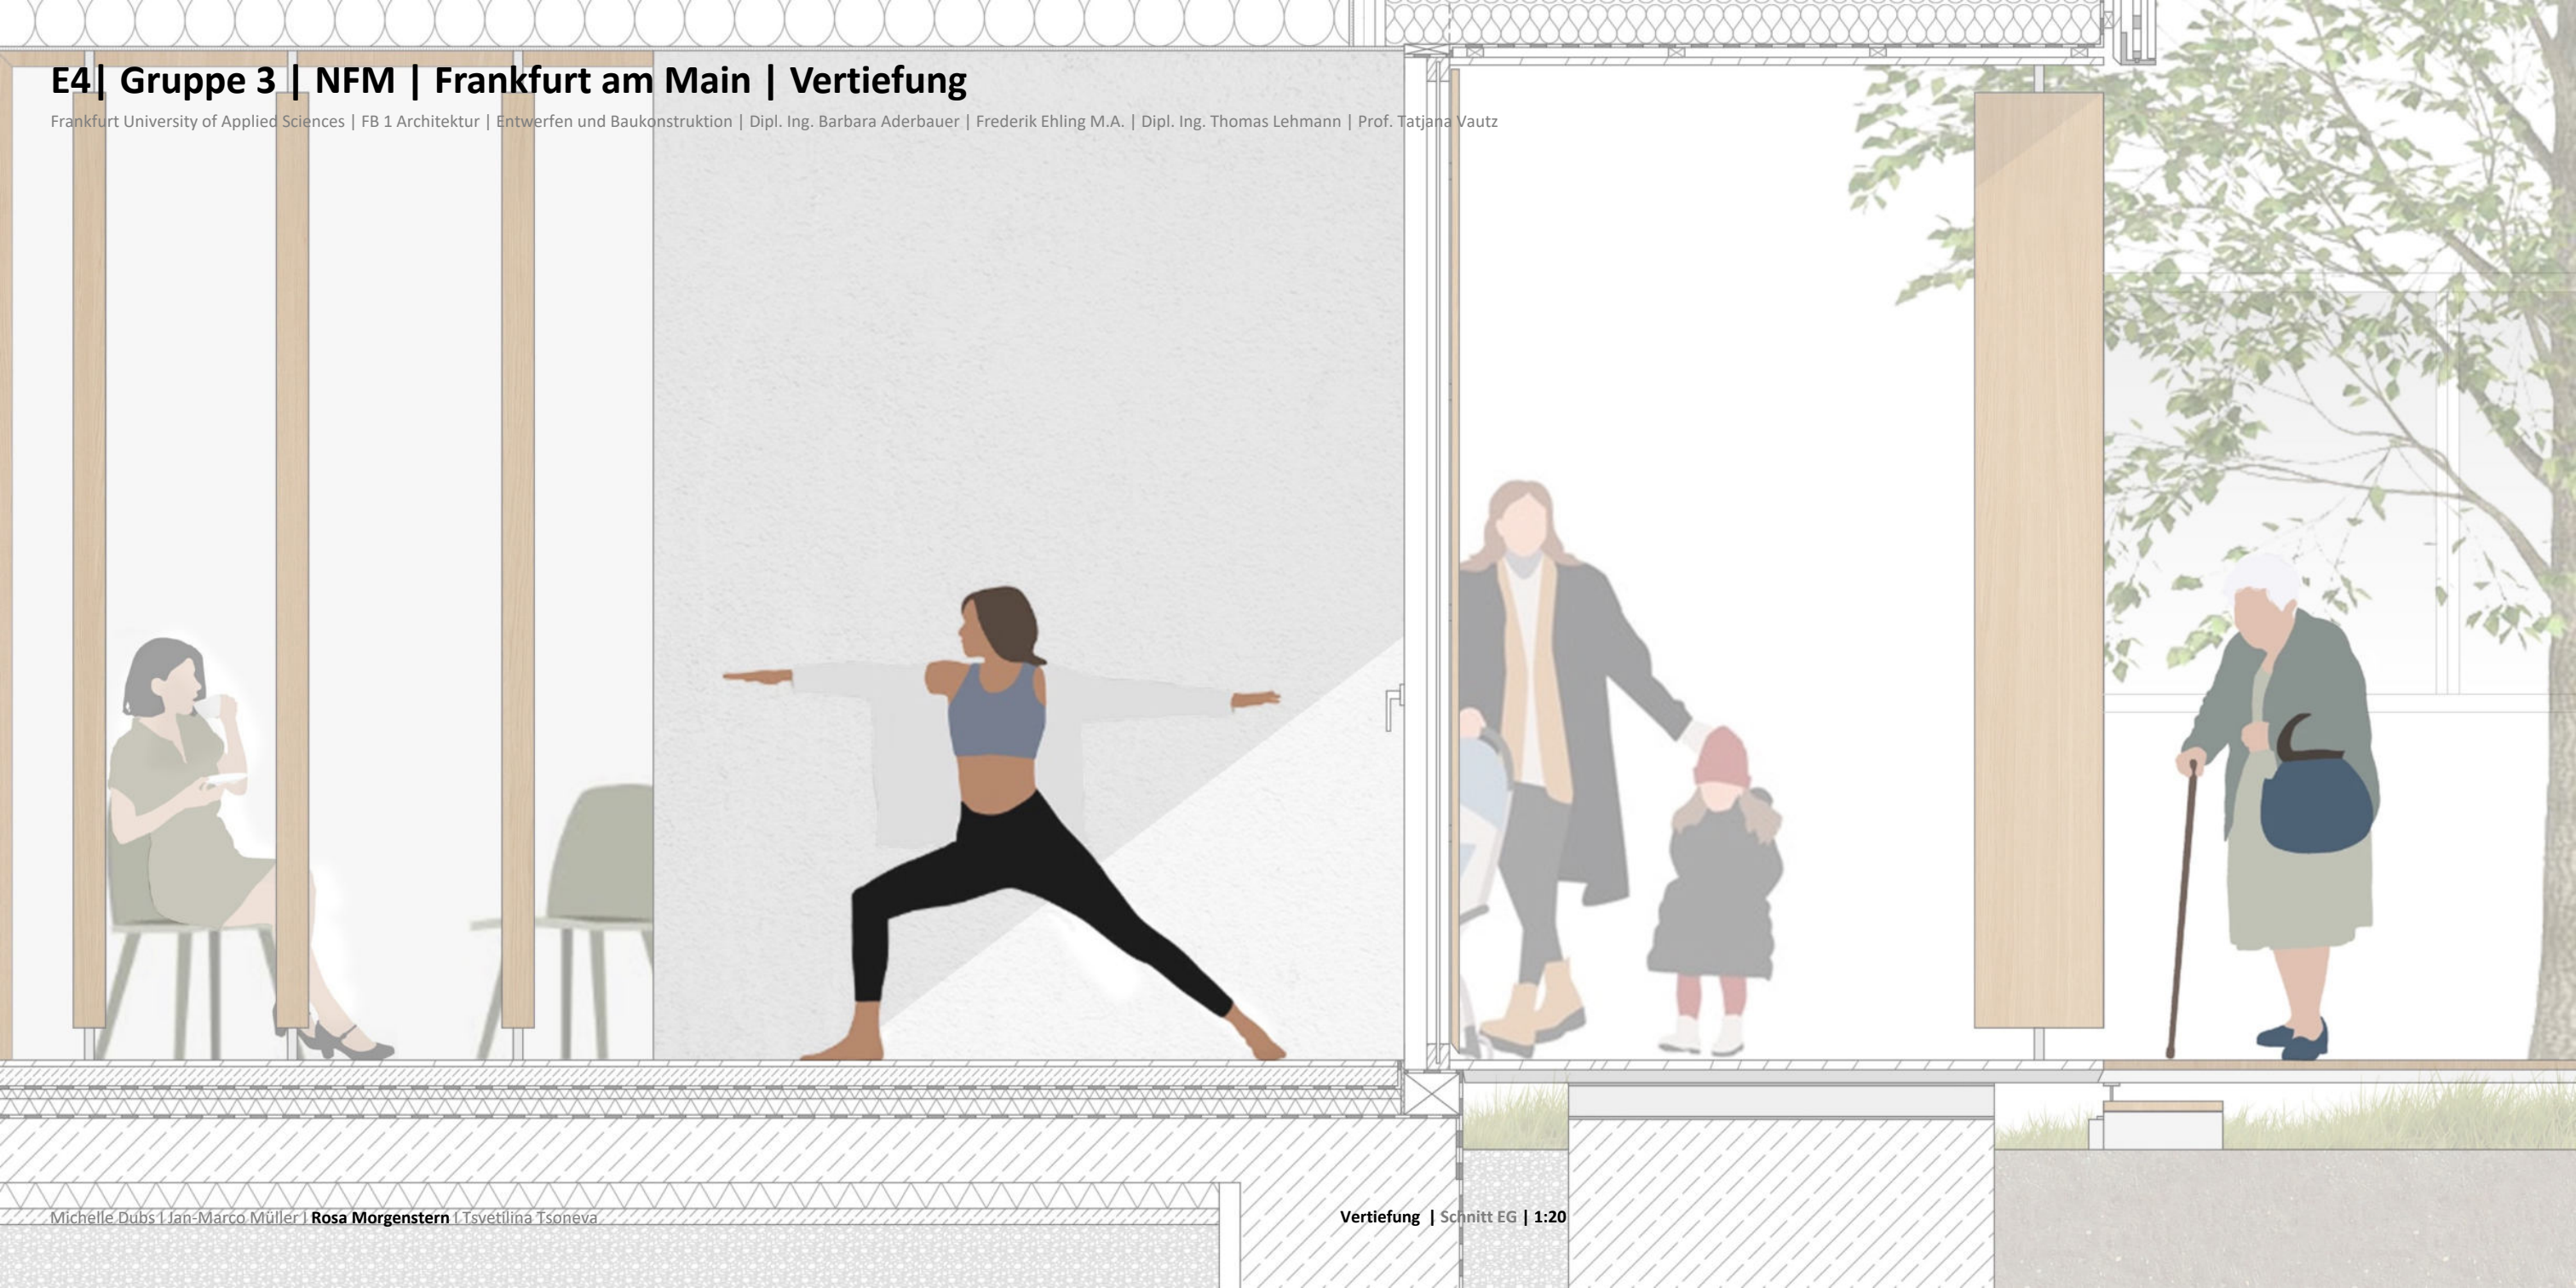 E4| Gruppe 3 | NFM | Frankfurt am Main | Vertiefung
Frankfurt University of Applied Sciences | FB 1 Architektur | Entwerfen und Baukonstruktion | Dipl. Ing. Barbara Aderbauer | Frederik Ehling M.A. | Dipl. Ing. Thomas Lehmann | Prof. Tatjana Vautz
Michelle Dubs I Jan-Marco Müller I Rosa Morgenstern I Tsvetilina Tsoneva
Vertiefung | Schnitt EG | 1:20